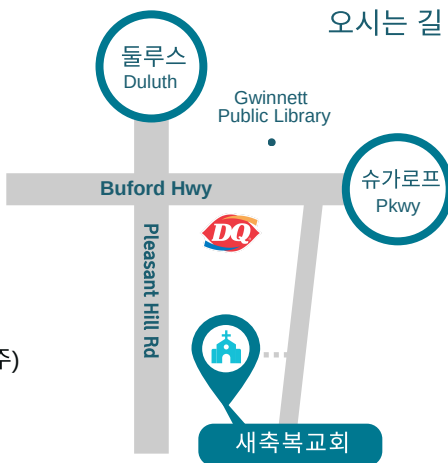 오시는 길
둘루스
Duluth
Gwinnett
Public Library
Buford Hwy
슈가로프
Pkwy
DQ
Pleasant Hill Rd
주)
새축복교회